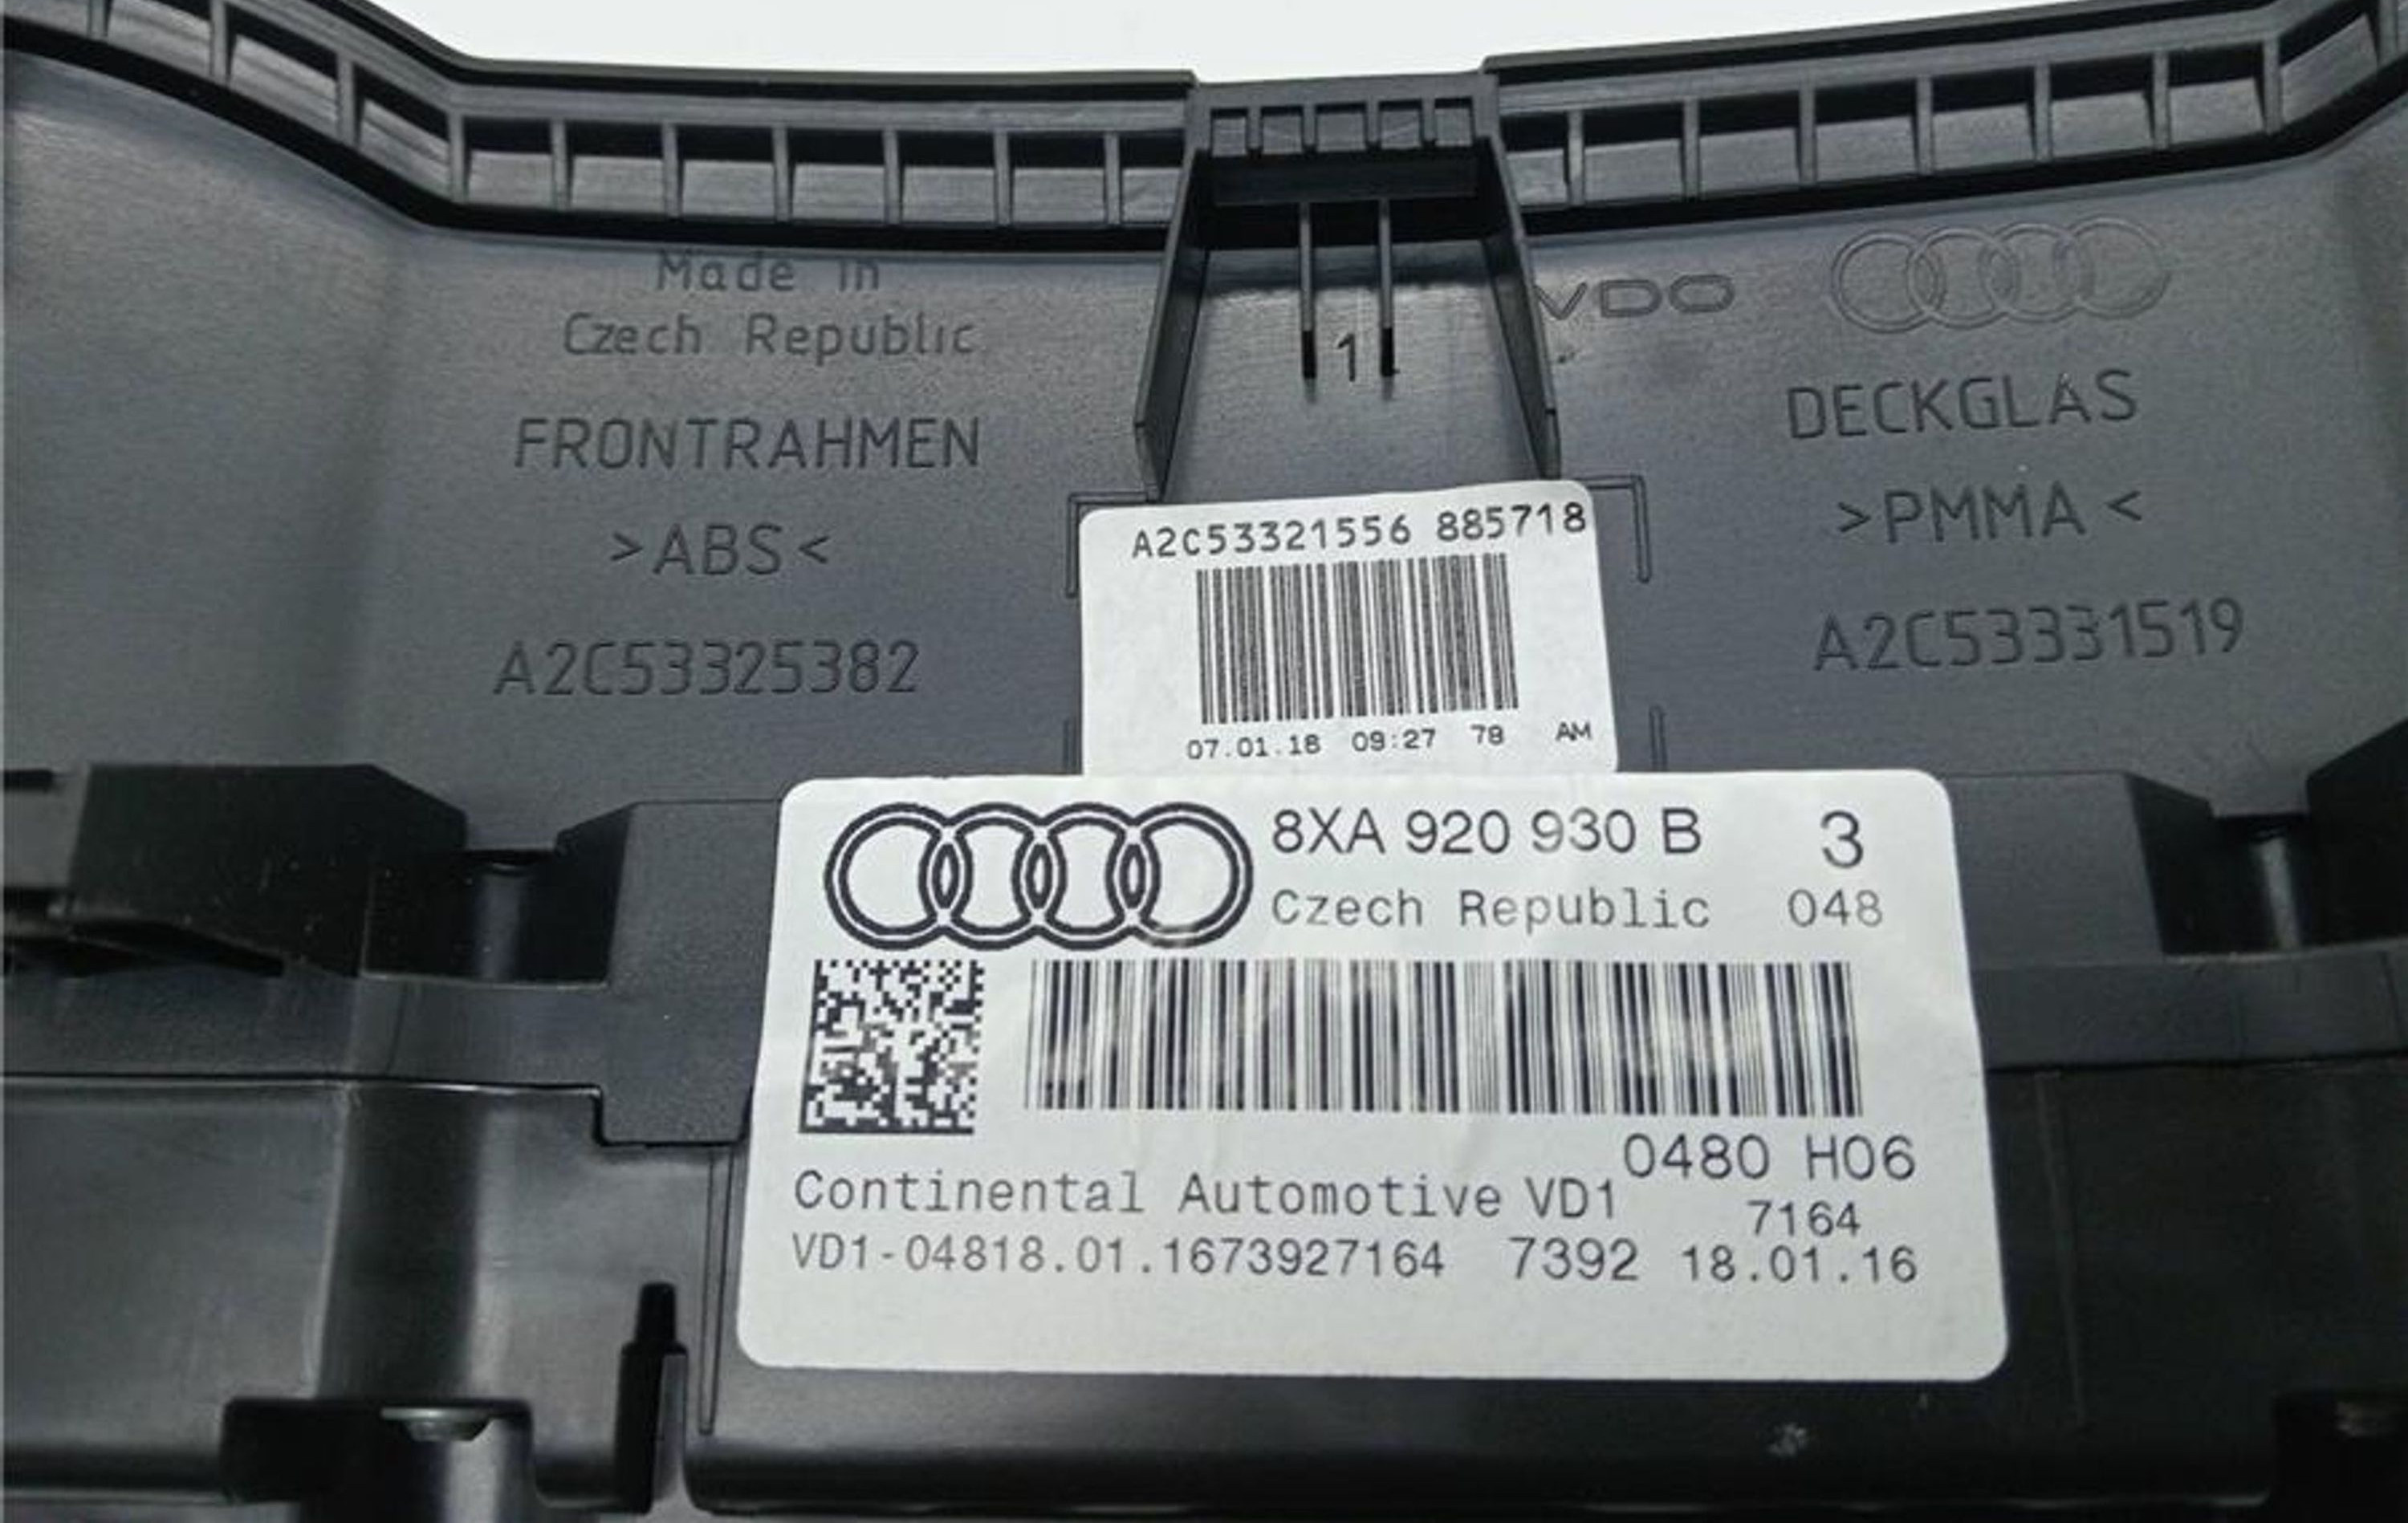 Made in
Czech Republic
FRONTRAHMEN
>ABS<
A2C53325382
1
VDO
DECKGLAS
>PMMA<
A2C53331519
A2C53321556 885718
07.01.16 09:27 78 AM
8XA 920 930 B 3
Czech Republic 048
0480 H06
Continental Automotive VD1 7164
VD1-04818.01.1673927164 7392 18.01.16